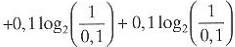 +0,1 log₂(1/0,1) + 0,1 log₂(1/0,1)